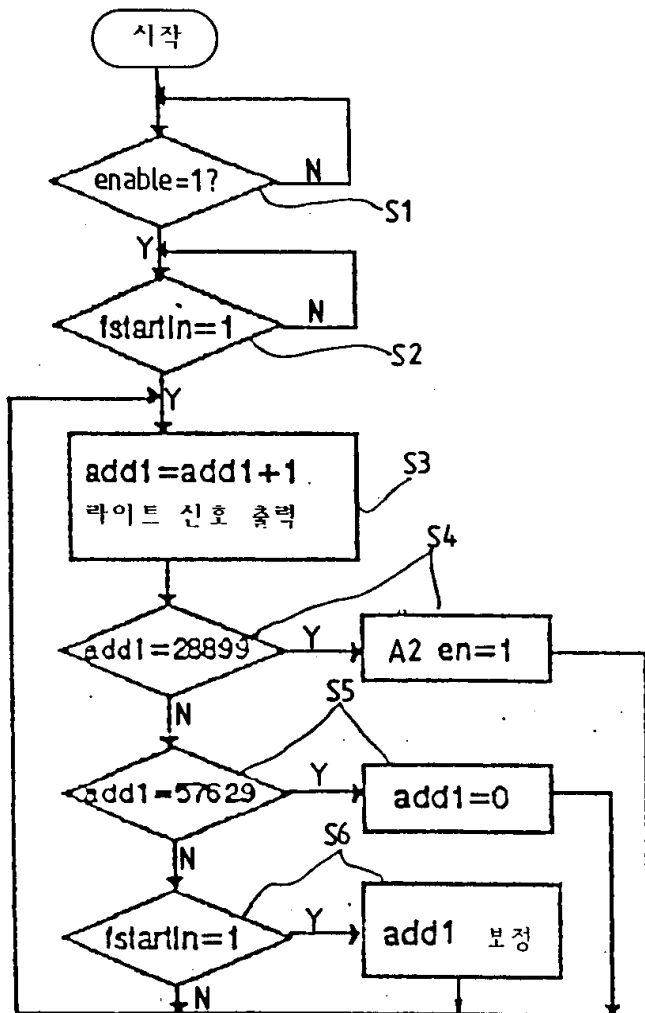 시작
enable=1?
N
S1
Y
fstartin=1
N
S2
Y
add1=add1+1
라이트 신호 출력
S3
S4
add1=28899
Y
A2 en=1
N
S5
add1=57629
Y
add1=0
N
S6
fstartin=1
Y
add1 보정
N